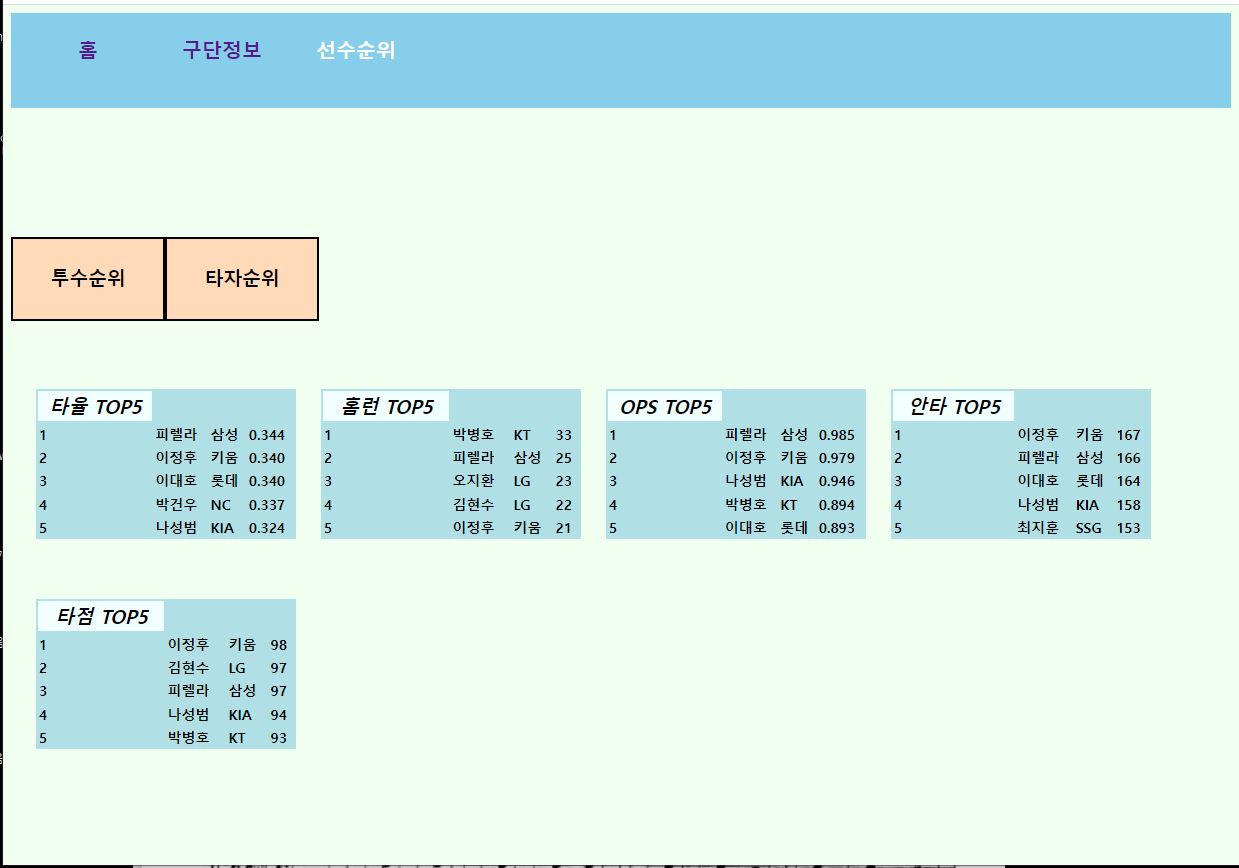 홈 구단정보 선수순위
투수순위 타자순위
타율 TOP5
1 피렐라 삼성 0.344
2 이정후 키움 0.340
3 이대호 롯데 0.340
4 박건우 NC 0.337
5 나성범 KIA 0.324
홈런 TOP5
1 박병호 KT 33
2 피렐라 삼성 25
3 오지환 LG 23
4 김현수 LG 22
5 이정후 키움 21
OPS TOP5
1 피렐라 삼성 0.985
2 이정후 키움 0.979
3 나성범 KIA 0.946
4 박병호 KT 0.894
5 이대호 롯데 0.893
안타 TOP5
1 이정후 키움 167
2 피렐라 삼성 166
3 이대호 롯데 164
4 나성범 KIA 158
5 최지훈 SSG 153
타점 TOP5
1 이정후 키움 98
2 김현수 LG 97
3 피렐라 삼성 97
4 나성범 KIA 94
5 박병호 KT 93